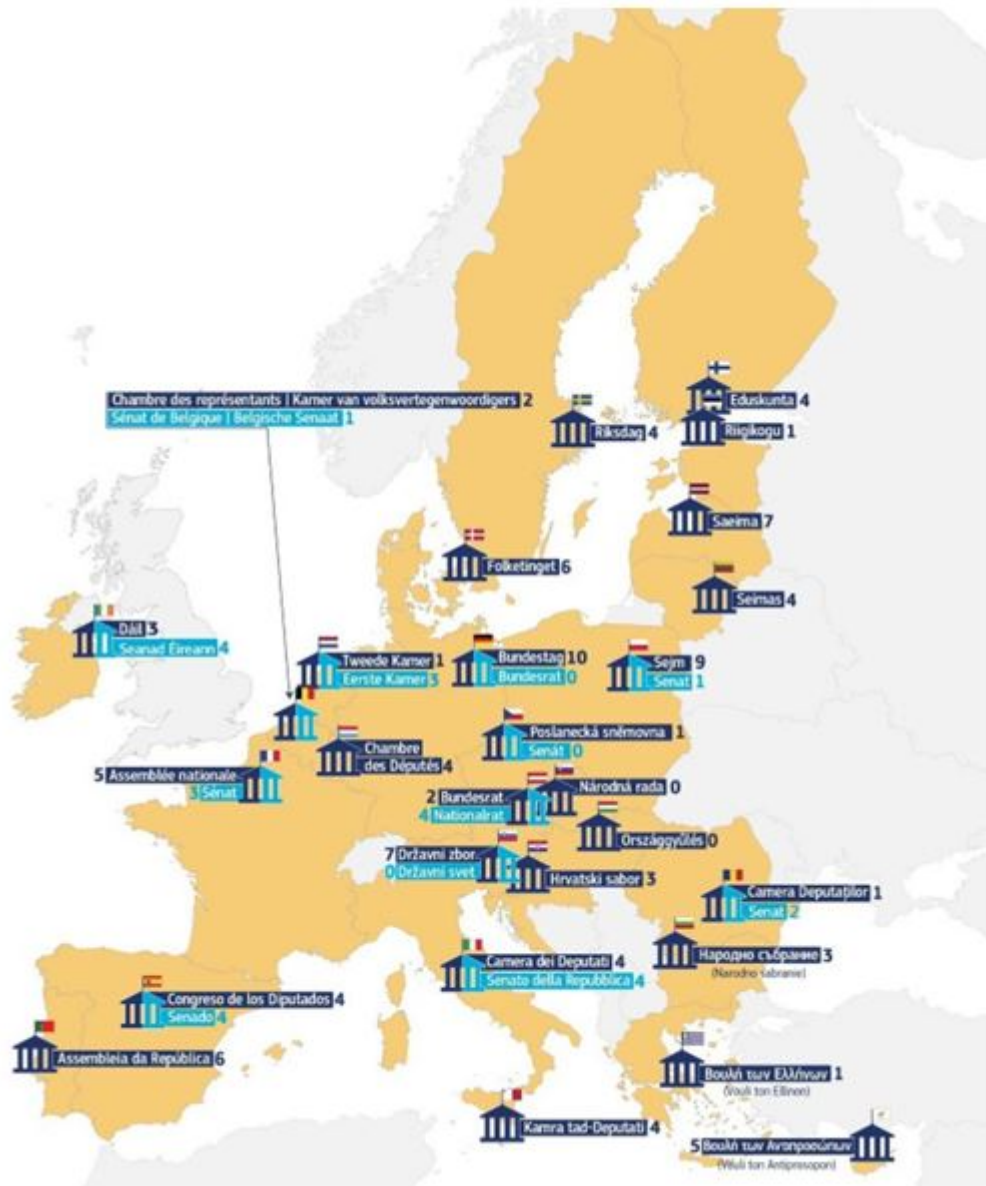 Chambre des représentants | Kamer van volksvertegenwoordigers 2
Sénat de Belgique | Belgische Senaat 1
Eduskunta 4
Riksdag 4
Riigikogu 1
Saeima 7
Folketinget 6
Seimas 4
Dáil 3
Seanad Éireann 4
Tweede Kamer 1
Eerste Kamer 3
Bundestag 10
Bundesrat 0
Sejm 9
Senat 1
Poslanecká sněmovna 1
Senát 0
Chambre
des Députés 4
5 Assemblée nationale
3 Sénat
Národná rada 0
2 Bundesrat
4 Nationalrat
Országgyűlés 0
7 Državni zbor
0 Državni svet
Hrvatski sabor 3
Camera Deputaților 1
Senat 2
Народно събрание 3
(Narodno sabranie)
Camera dei Deputati 4
Senato della Repubblica 4
Congreso de los Diputados 4
Senado 4
Assembleia da República 6
Βουλή των Ελλήνων 1
(Vouli ton Ellinon)
Kamra tad-Deputati 4
5 Βουλή των Αντιπροσώπων
(Vouli ton Antiprosopon)